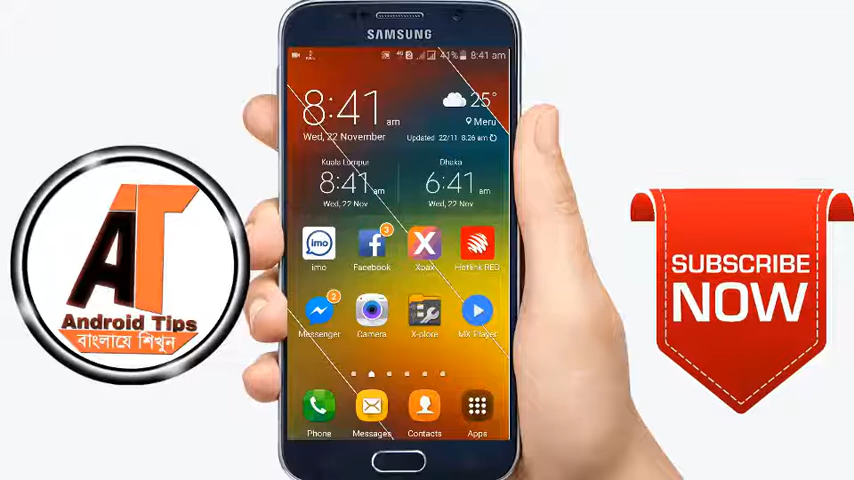 SAMSUNG
41% 8:41 am
8:41 am
Wed, 22 November
25°
Meru
Updated 22/11 8:26 am
Kuala Lumpur
8:41 am
Wed, 22 Nov
Dhaka
6:41 am
Wed, 22 Nov
imo
3
Facebook
X
Xpax
Hotlink RED
2
Messenger
Camera
X-plore
MX Player
Phone
Messages
Contacts
Apps
AT
Android Tips
বাংলাযে শিখুন
SUBSCRIBE
NOW